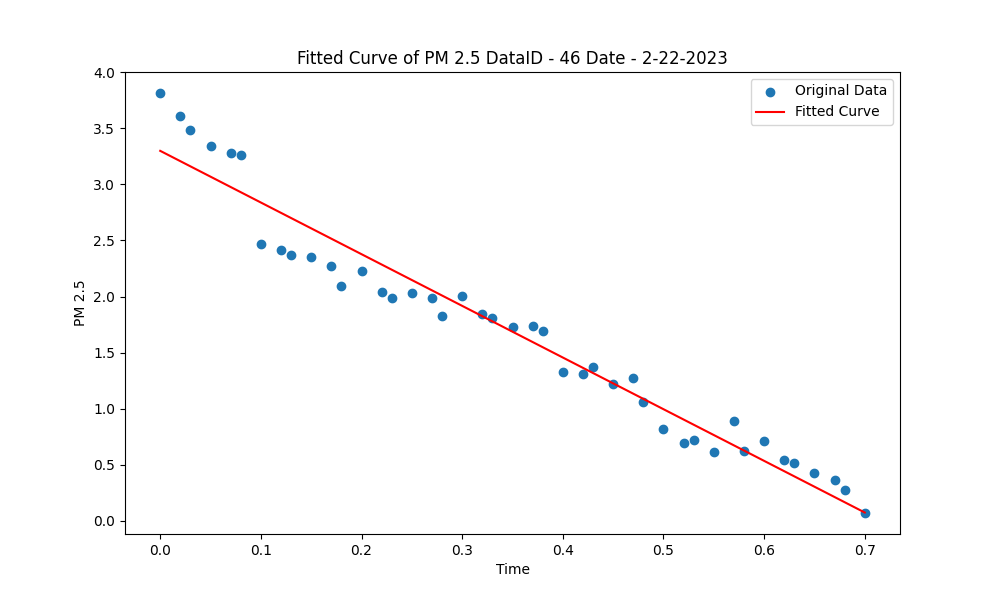 Fitted Curve of PM 2.5 DataID - 46 Date - 2-22-2023
Original Data
Fitted Curve
PM 2.5
4.0
3.5
3.0
2.5
2.0
1.5
1.0
0.5
0.0
0.0 0.1 0.2 0.3 0.4 0.5 0.6 0.7
Time